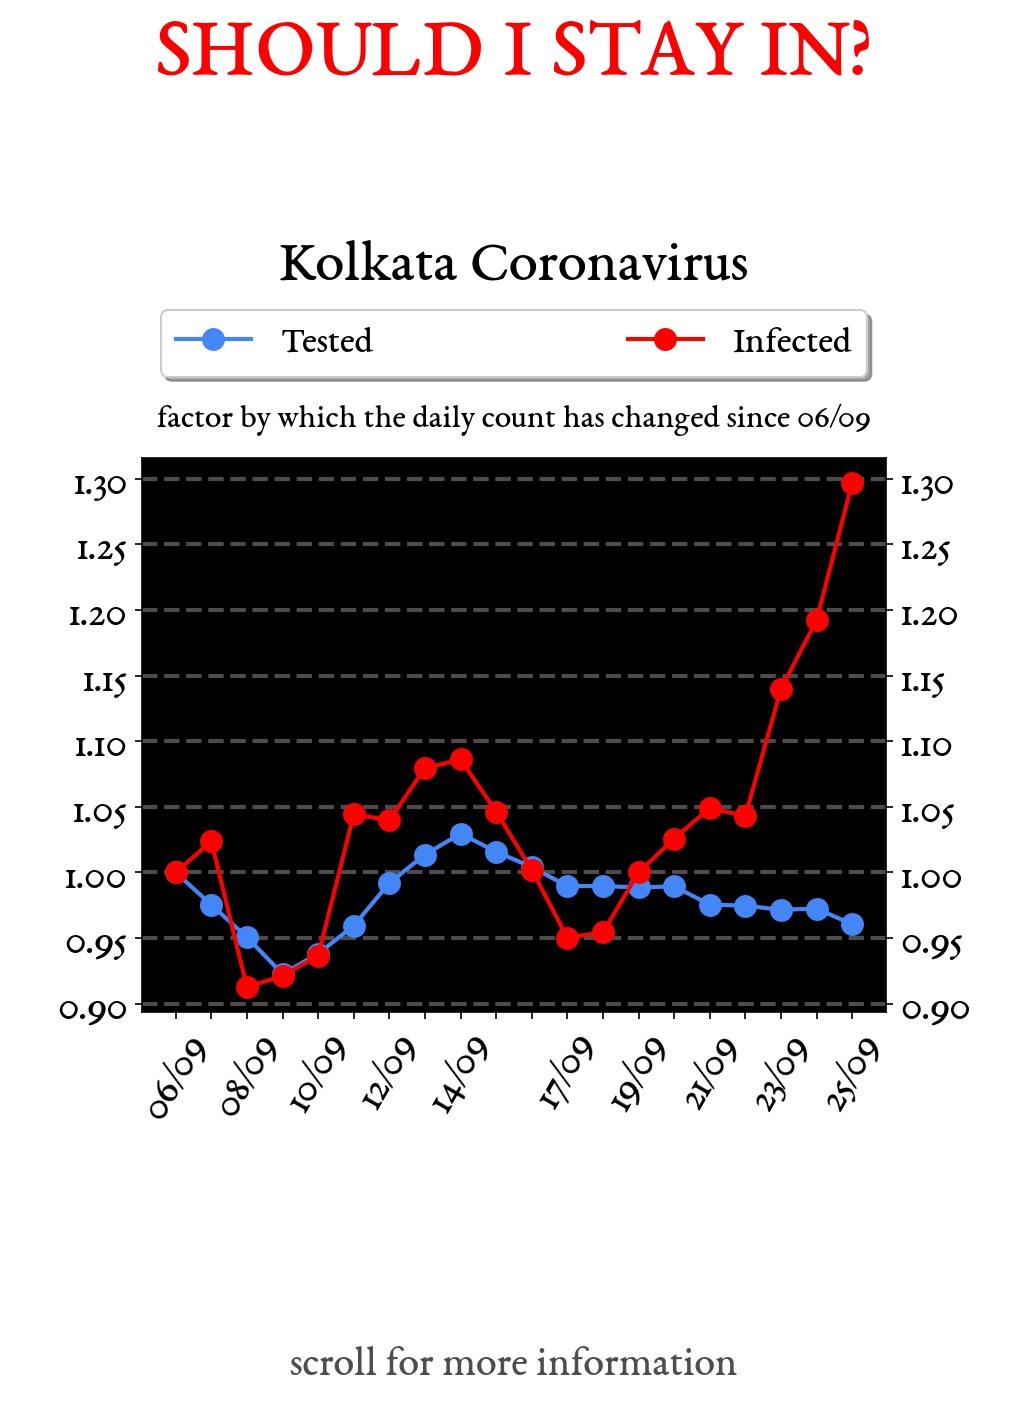 SHOULD I STAY IN?
Kolkata Coronavirus
Tested Infected
factor by which the daily count has changed since 06/09
1.30 1.30
1.25 1.25
1.20 1.20
1.15 1.15
1.10 1.10
1.05 1.05
1.00 1.00
0.95 0.95
0.90 0.90
06/09 08/09 10/09 12/09 14/09 17/09 19/09 21/09 23/09 25/09
scroll for more information